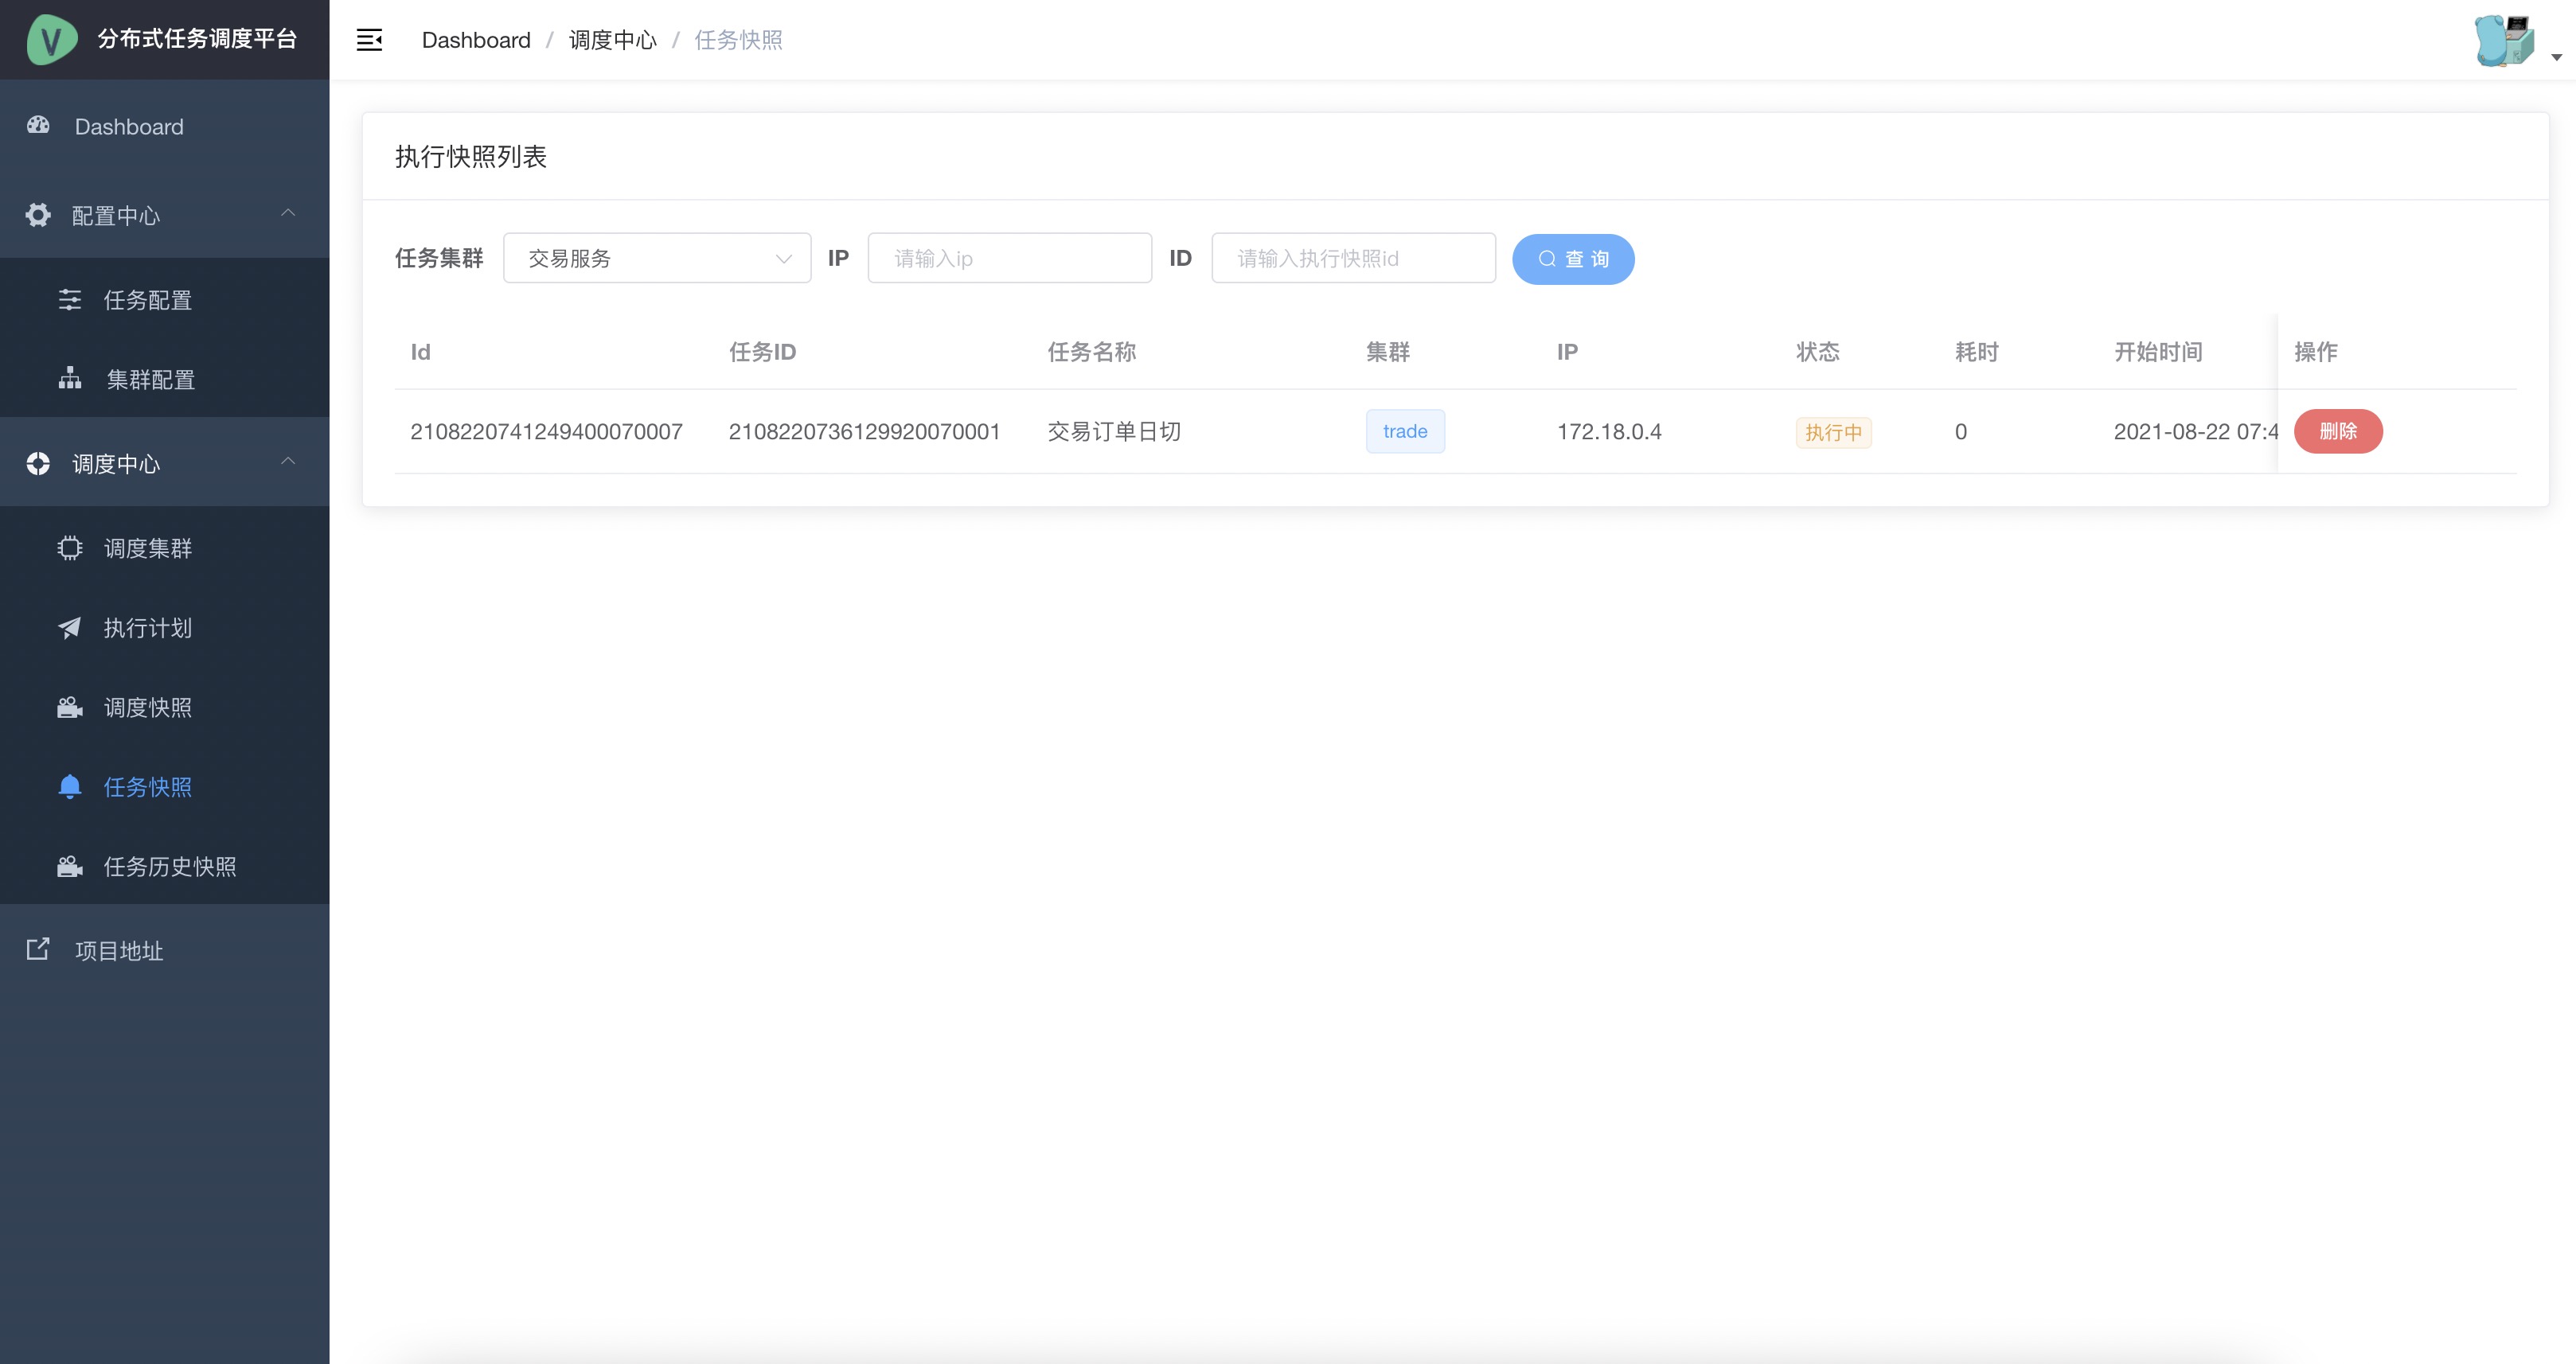 V 分布式任务调度平台
Dashboard / 调度中心 / 任务快照
Dashboard
配置中心
任务配置
集群配置
调度中心
调度集群
执行计划
调度快照
任务快照
任务历史快照
项目地址
执行快照列表
任务集群 交易服务 IP 请输入ip ID 请输入执行快照id 查 询
Id 任务ID 任务名称 集群 IP 状态 耗时 开始时间 操作
2108220741249400070007 2108220736129920070001 交易订单日切 trade 172.18.0.4 执行中 0 2021-08-22 07:4 删除